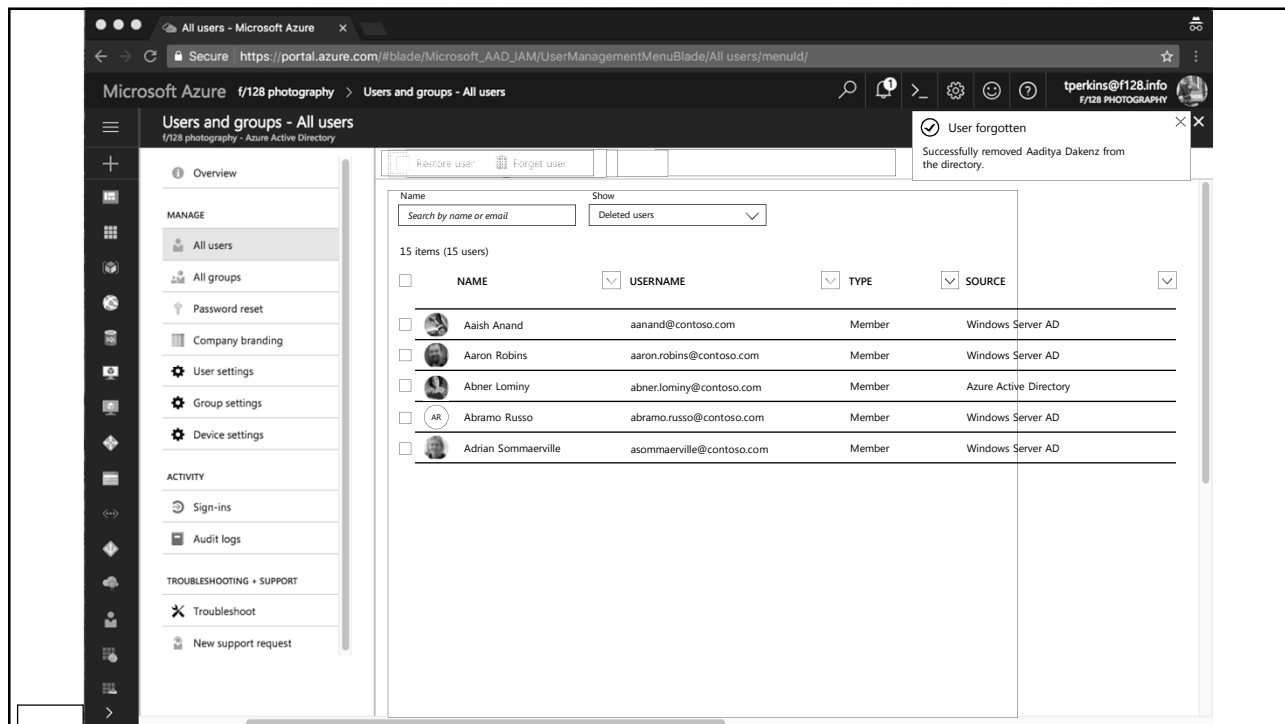 All users - Microsoft Azure
Secure https://portal.azure.com/#blade/Microsoft_AAD_IAM/UserManagementMenuBlade/All users/menuId/
Microsoft Azure f/128 photography > Users and groups - All users
1
tperkins@f128.info
F/128 PHOTOGRAPHY
Users and groups - All users
f/128 photography - Azure Active Directory
User forgotten
Successfully removed Aaditya Dakenz from
the directory.
Overview
MANAGE
All users
All groups
Password reset
Company branding
User settings
Group settings
Device settings
ACTIVITY
Sign-ins
Audit logs
TROUBLESHOOTING + SUPPORT
Troubleshoot
New support request
Restore user Forget user
Name Show
Search by name or email Deleted users
15 items (15 users)
NAME USERNAME TYPE SOURCE
Aaish Anand aanand@contoso.com Member Windows Server AD
Aaron Robins aaron.robins@contoso.com Member Windows Server AD
Abner Lominy abner.lominy@contoso.com Member Azure Active Directory
AR Abramo Russo abramo.russo@contoso.com Member Windows Server AD
Adrian Sommaerville asommaerville@contoso.com Member Windows Server AD